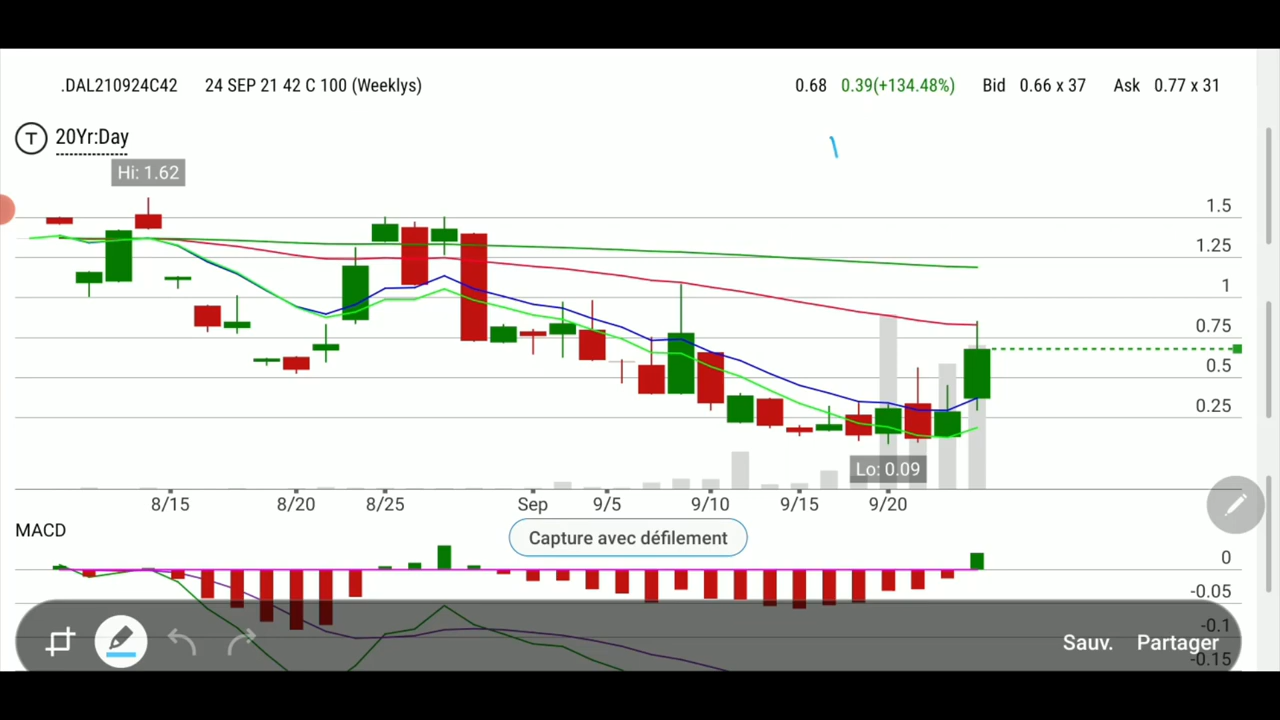 .DAL210924C42 24 SEP 21 42 C 100 (Weeklys) 0.68 0.39(+134.48%) Bid 0.66 x 37 Ask 0.77 x 31
T 20Yr:Day
Hi: 1.62
1.5
1.25
1
0.75
0.5
0.25
Lo: 0.09
8/15 8/20 8/25 Sep 9/5 9/10 9/15 9/20
MACD
Capture avec défilement
0
-0.05
-0.1
Sauv. Partager
-0.15